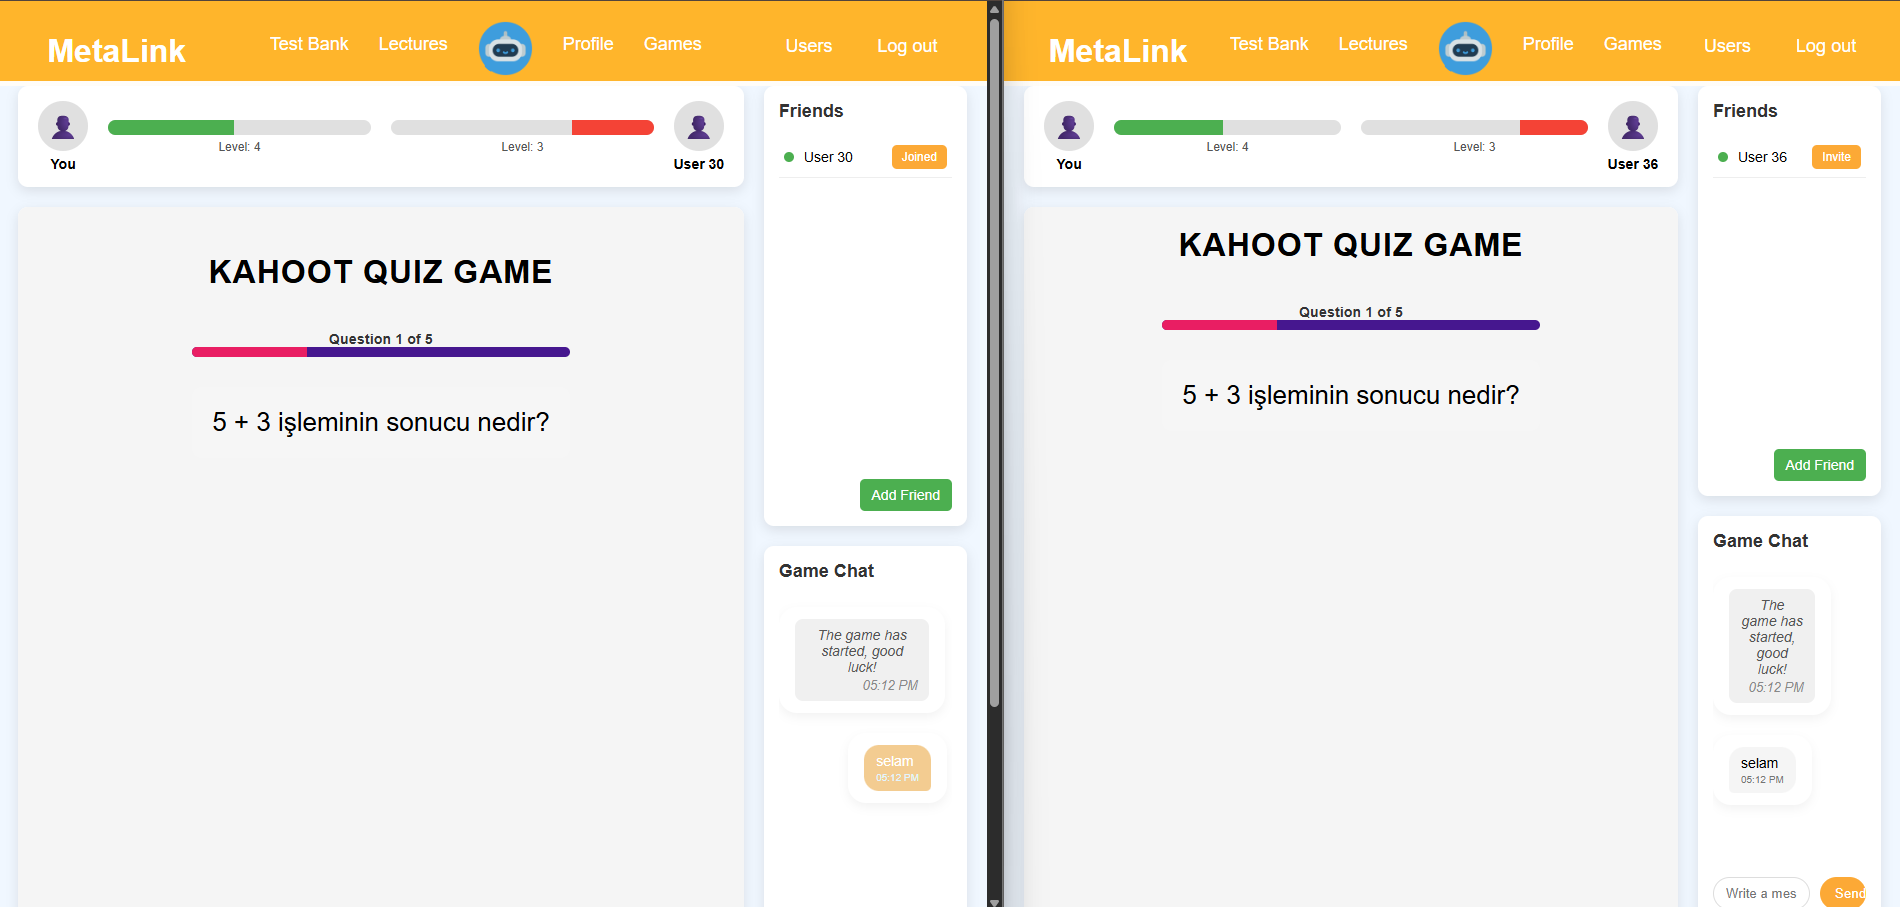 MetaLink
Test Bank
Lectures
Profile
Games
Users
Log out
You
Level: 4
Level: 3
User 30
KAHOOT QUIZ GAME
Question 1 of 5
5 + 3 işleminin sonucu nedir?
Friends
User 30
Joined
Add Friend
Game Chat
The game has
started, good
luck!
05:12 PM
selam
05:12 PM
MetaLink
Test Bank
Lectures
Profile
Games
Users
Log out
You
Level: 4
Level: 3
User 36
KAHOOT QUIZ GAME
Question 1 of 5
5 + 3 işleminin sonucu nedir?
Friends
User 36
Invite
Add Friend
Game Chat
The
game has
started,
good
luck!
05:12 PM
selam
05:12 PM
Write a mes
Send